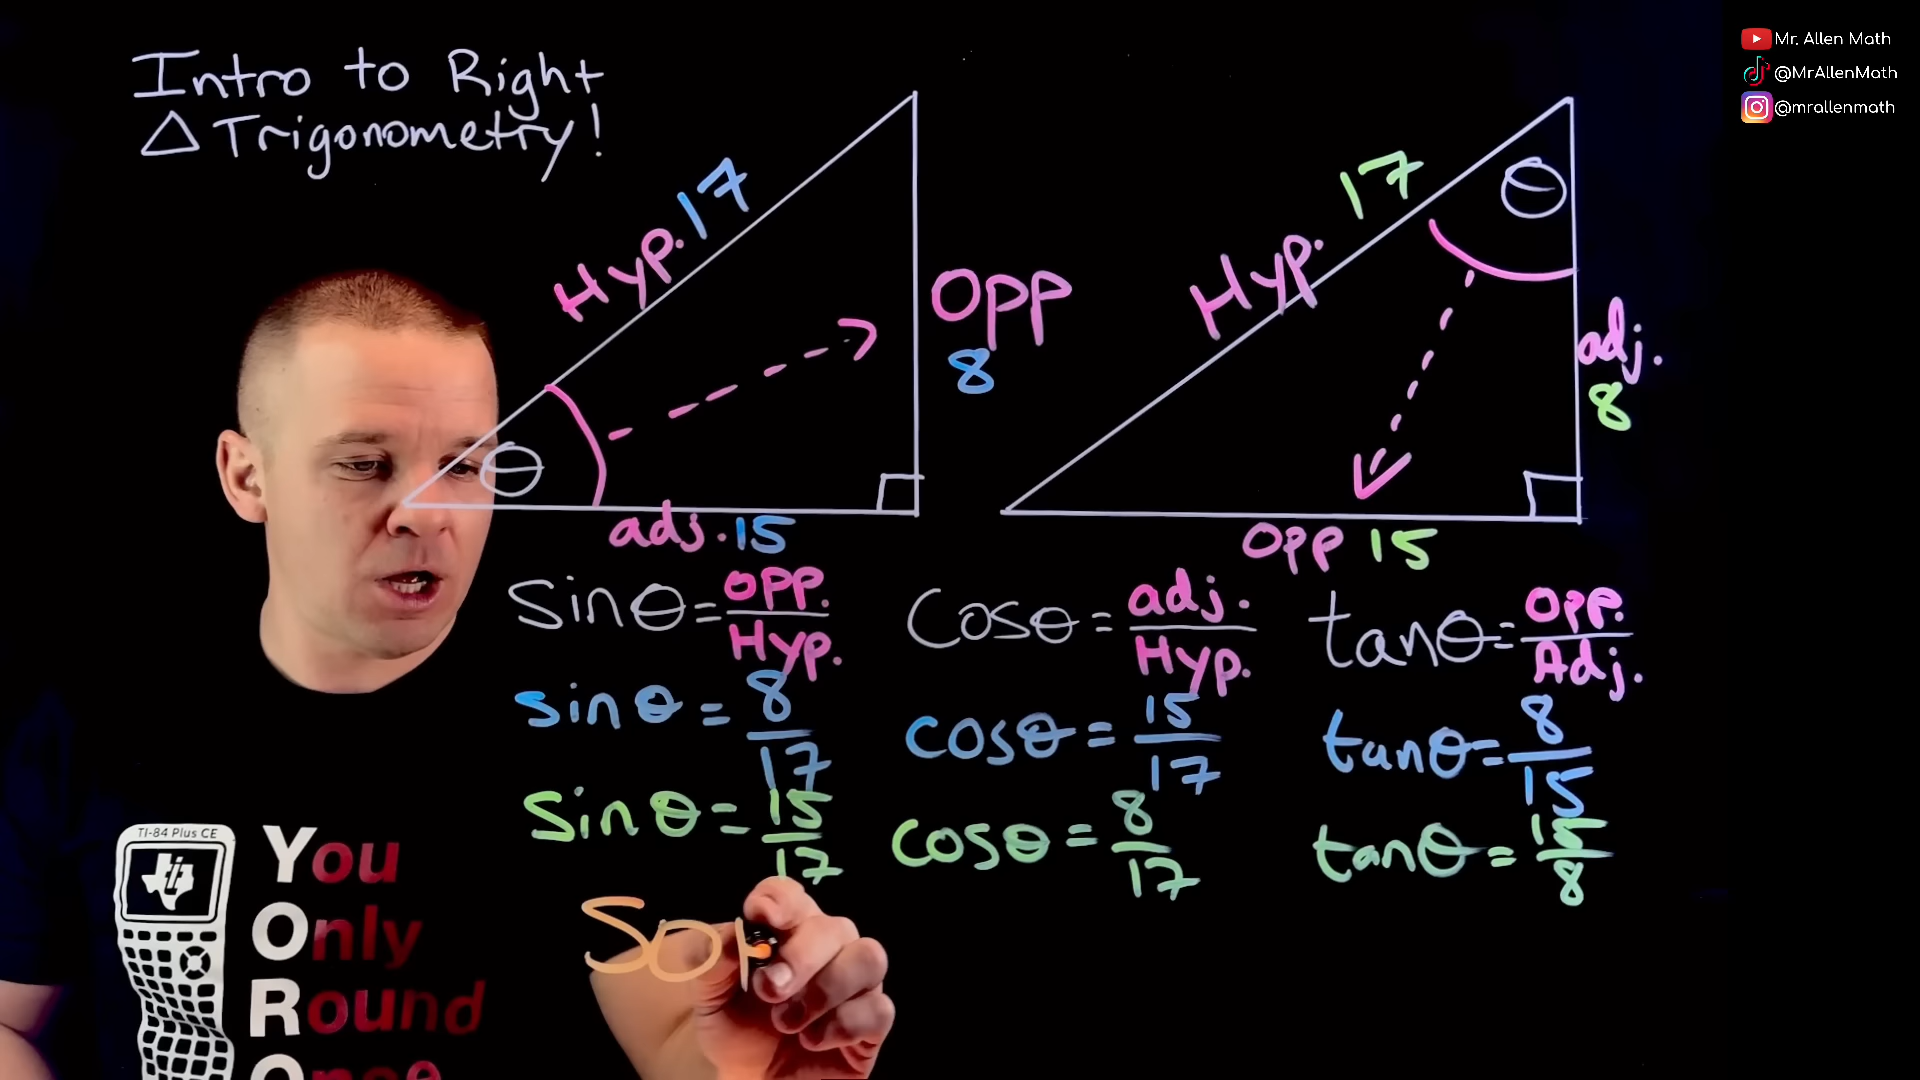 Intro to Right
△ Trigonometry!
Mr. Allen Math
@MrAllenMath
@mrallenmath
Hyp. 17
Opp
8
θ
adj. 15
Hyp. 17
θ
adj.
8
Opp 15
Sinθ = Opp. / Hyp.
Cosθ = adj. / Hyp.
tanθ = Opp. / Adj.
sinθ = 8/17
cosθ = 15/17
tanθ = 8/15
sinθ = 15/17
cosθ = 8/17
tanθ = 15/8
So
TI-84 Plus CE
You
Only
Round
Once